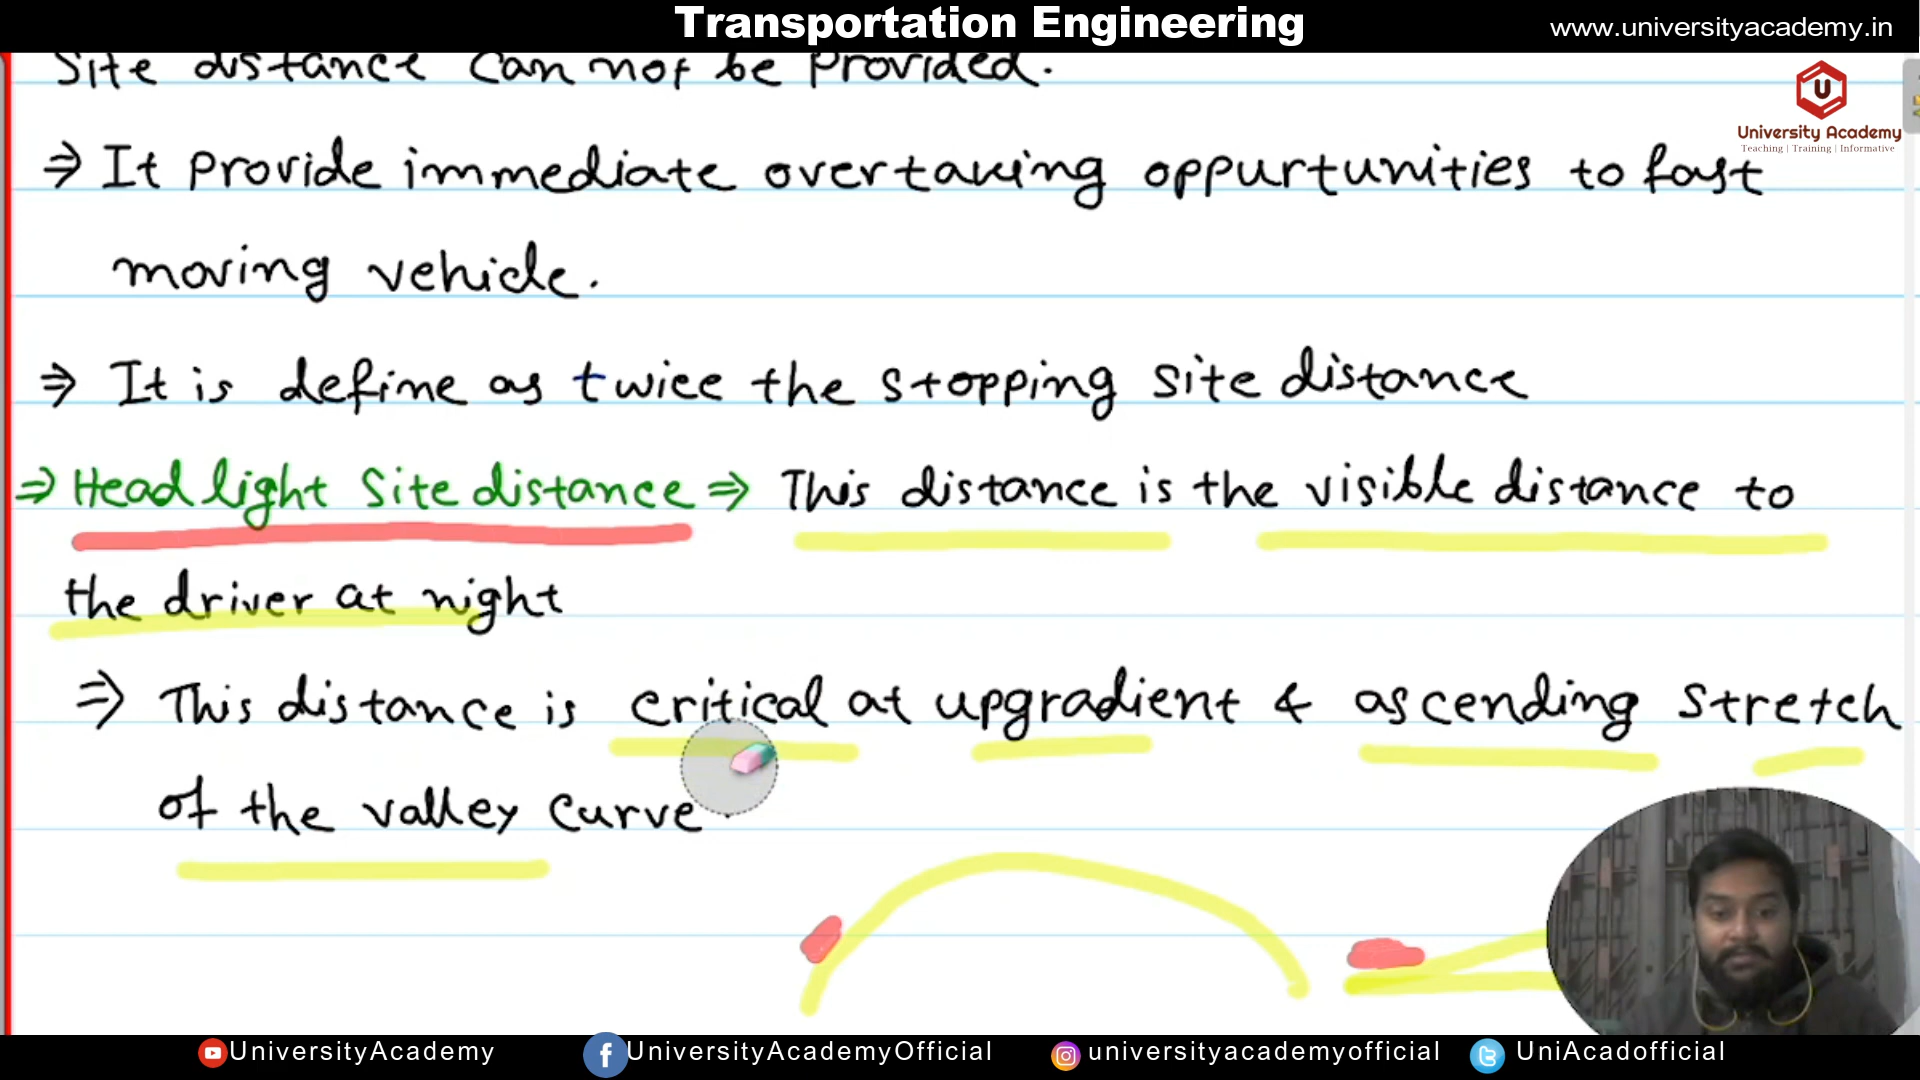 Transportation Engineering
www.universityacademy.in
Site distance can not be provided.
U
University Academy
Teaching | Training | Informative
⇒ It provide immediate overtaking oppurtunities to fast
moving vehicle.
⇒ It is define as twice the stopping site distance
⇒ Head light Site distance ⇒ This distance is the visible distance to
the driver at night
⇒ This distance is critical at upgradient & ascending stretch
of the valley curve
UniversityAcademy
UniversityAcademyOfficial
universityacademyofficial
UniAcadofficial